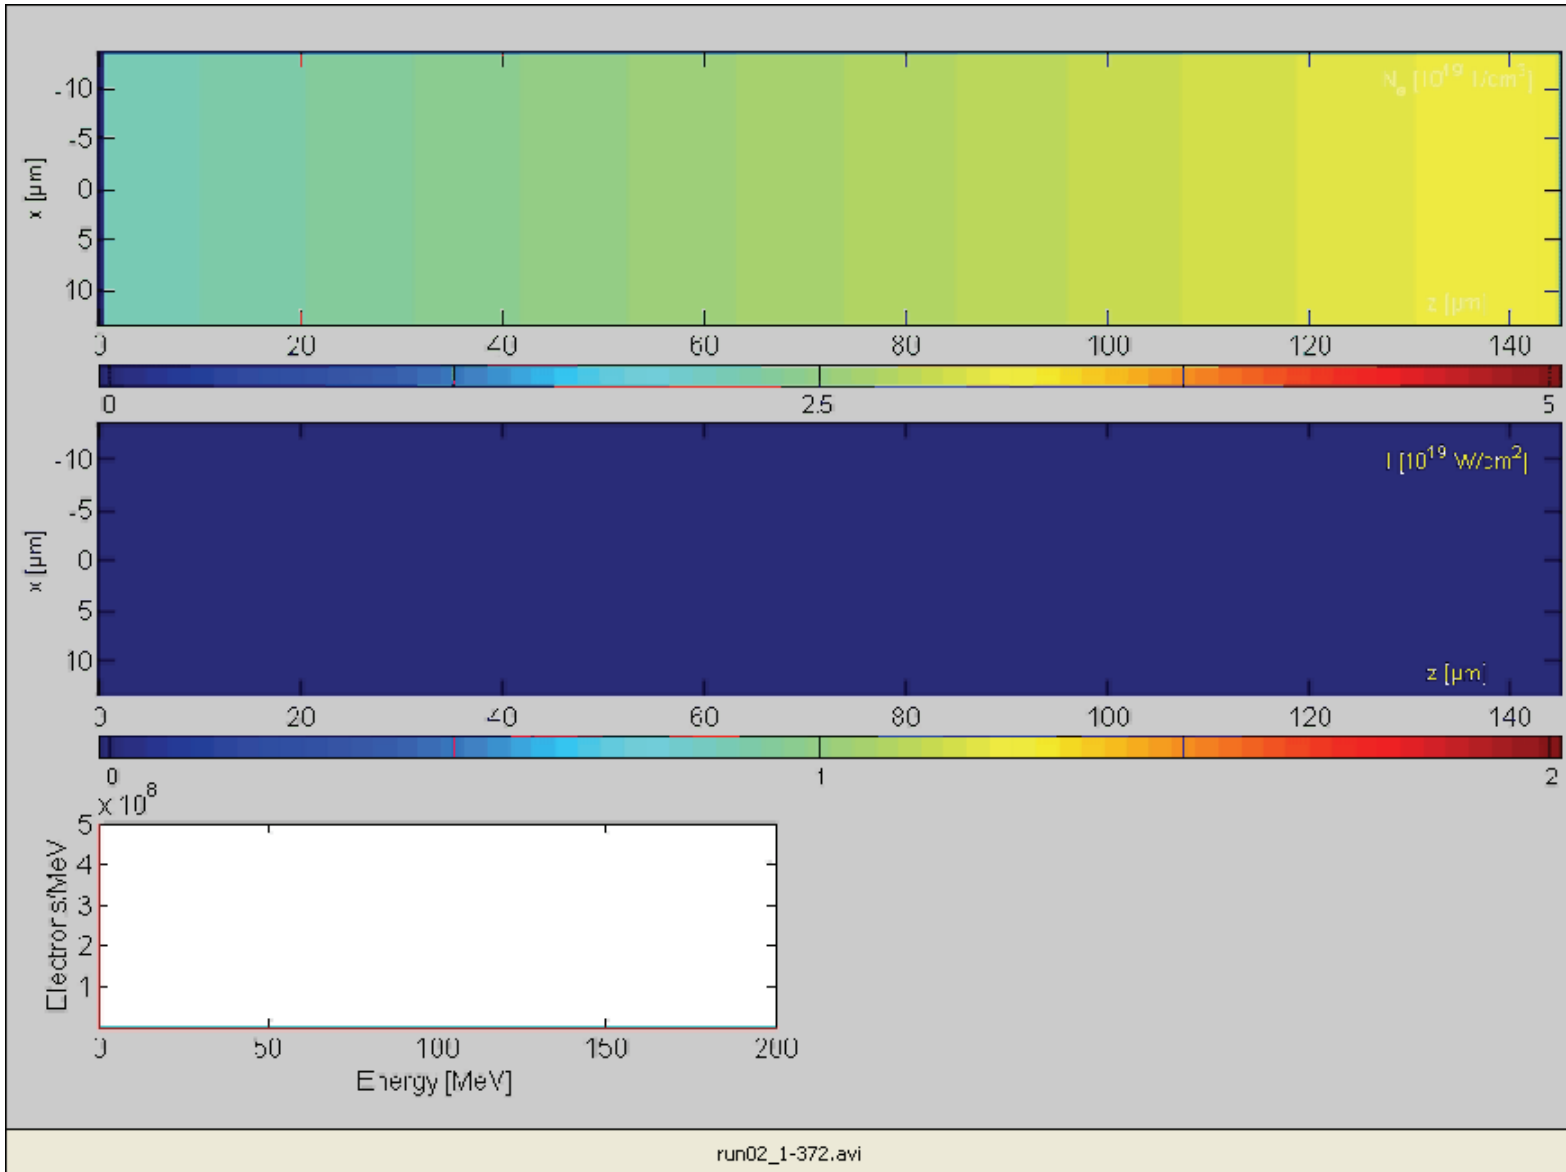 -10
-5
0
5
10
x [µm]
N_e [10^19 1/cm^3]
z [µm]
0 20 40 60 80 100 120 140
0 2.5 5
-10
-5
0
5
10
x [µm]
I [10^19 W/cm^2]
z [µm]
0 20 40 60 80 100 120 140
0 1 2
x 10^8
5
4
3
2
1
Electrons/MeV
0 50 100 150 200
Energy [MeV]
run02_1-372.avi